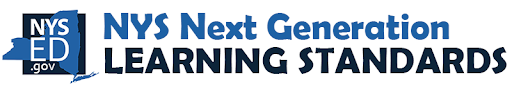 NYS
ED
.gov
NYS Next Generation
LEARNING STANDARDS